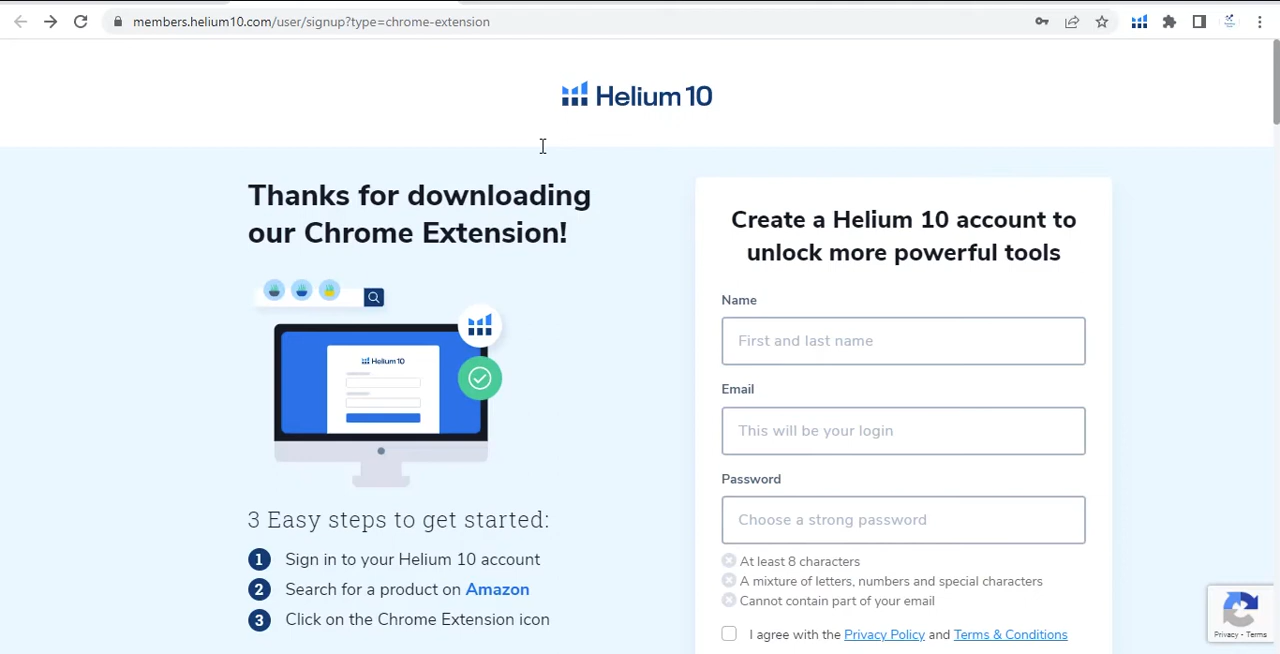 members.helium10.com/user/signup?type=chrome-extension
Helium 10
Thanks for downloading
our Chrome Extension!
Helium 10
3 Easy steps to get started:
1 Sign in to your Helium 10 account
2 Search for a product on Amazon
3 Click on the Chrome Extension icon
Create a Helium 10 account to
unlock more powerful tools
Name
First and last name
Email
This will be your login
Password
Choose a strong password
At least 8 characters
A mixture of letters, numbers and special characters
Cannot contain part of your email
I agree with the Privacy Policy and Terms & Conditions
Privacy - Terms